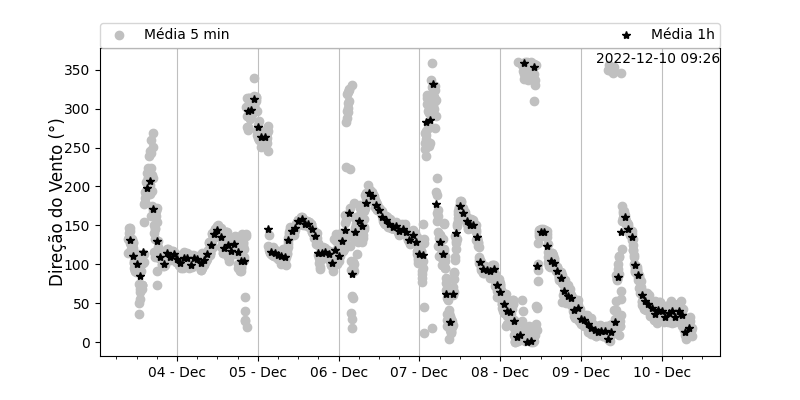 Média 5 min
Média 1h
2022-12-10 09:26
Direção do Vento (°)
350
300
250
200
150
100
50
0
04 - Dec
05 - Dec
06 - Dec
07 - Dec
08 - Dec
09 - Dec
10 - Dec